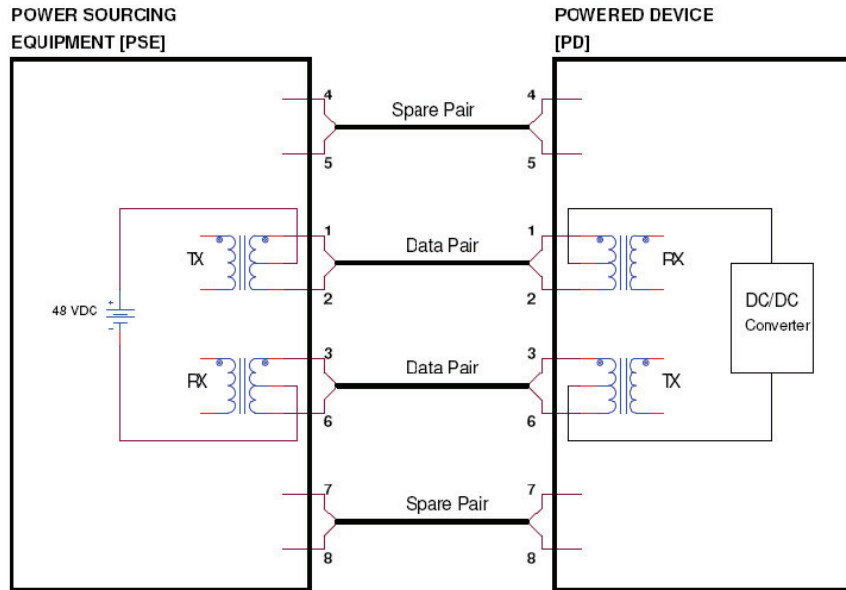 POWER SOURCING
EQUIPMENT [PSE]
POWERED DEVICE
[PD]
4
Spare Pair
4
5
5
1
1
TX
Data Pair
RX
2
2
+
48 VDC
-
DC/DC
Converter
3
3
RX
Data Pair
TX
6
6
7
7
Spare Pair
8
8